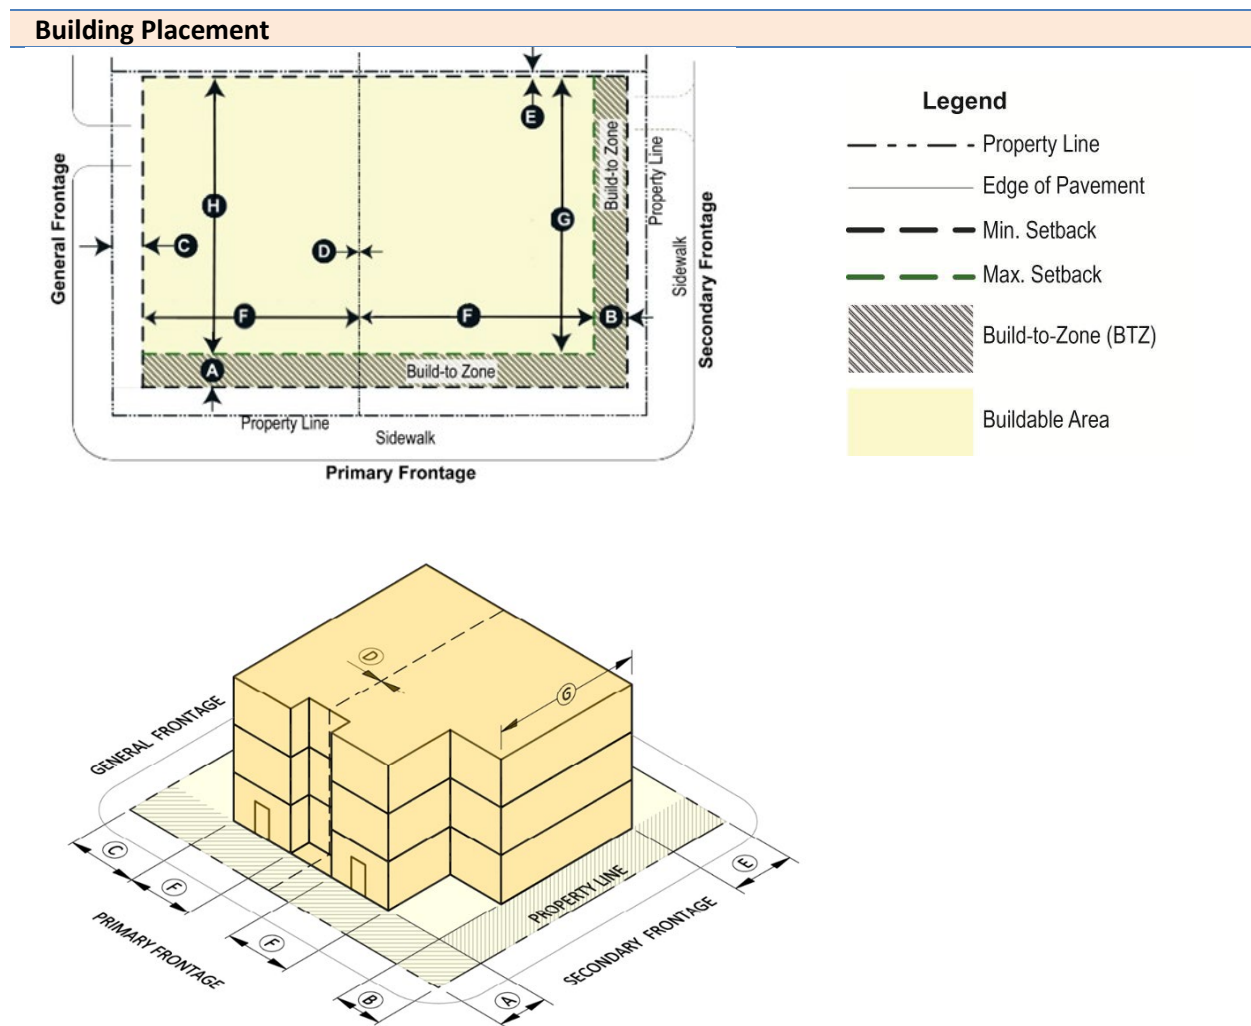 Building Placement
E
Build-to Zone
Property Line
General Frontage
H
G
C
D
Sidewalk
Secondary Frontage
F
F
B
A
Build-to Zone
Property Line
Sidewalk
Primary Frontage
Legend
Property Line
Edge of Pavement
Min. Setback
Max. Setback
Build-to-Zone (BTZ)
Buildable Area
D
G
GENERAL FRONTAGE
C
F
E
PROPERTY LINE
PRIMARY FRONTAGE
F
SECONDARY FRONTAGE
B
A